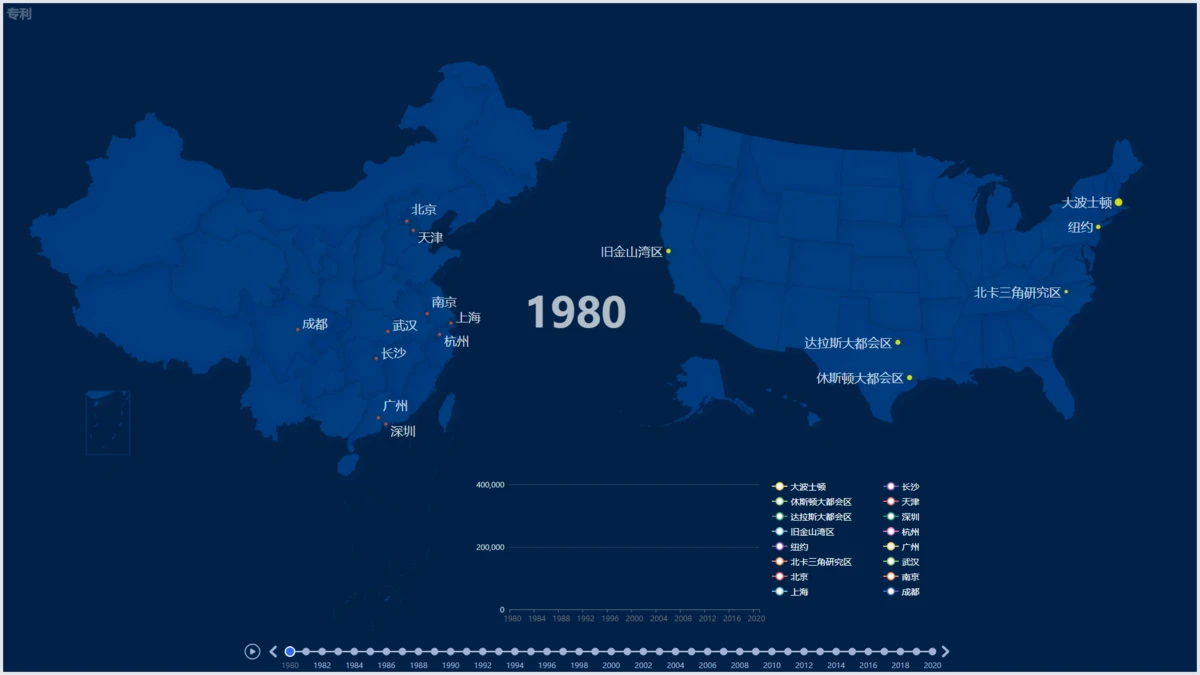 专利
北京
天津
大波士顿
纽约
旧金山湾区
北卡三角研究区
南京
1980
上海
成都
武汉
杭州
达拉斯大都会区
长沙
休斯顿大都会区
广州
深圳
400,000
200,000
0
1980 1984 1988 1992 1996 2000 2004 2008 2012 2016 2020
大波士顿 长沙
休斯顿大都会区 天津
达拉斯大都会区 深圳
旧金山湾区 杭州
纽约 广州
北卡三角研究区 武汉
北京 南京
上海 成都
1980 1982 1984 1986 1988 1990 1992 1994 1996 1998 2000 2002 2004 2006 2008 2010 2012 2014 2016 2018 2020